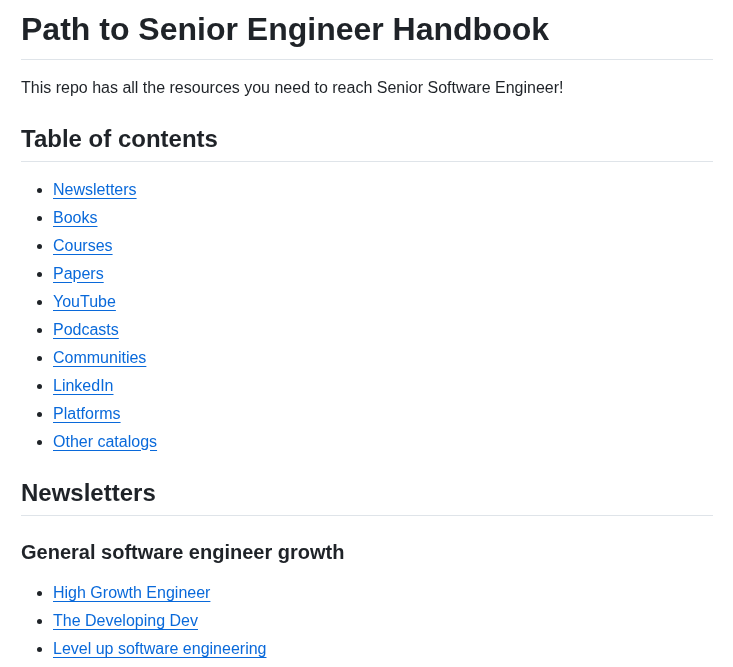 Path to Senior Engineer Handbook
This repo has all the resources you need to reach Senior Software Engineer!
Table of contents
Newsletters
Books
Courses
Papers
YouTube
Podcasts
Communities
LinkedIn
Platforms
Other catalogs
Newsletters
General software engineer growth
High Growth Engineer
The Developing Dev
Level up software engineering